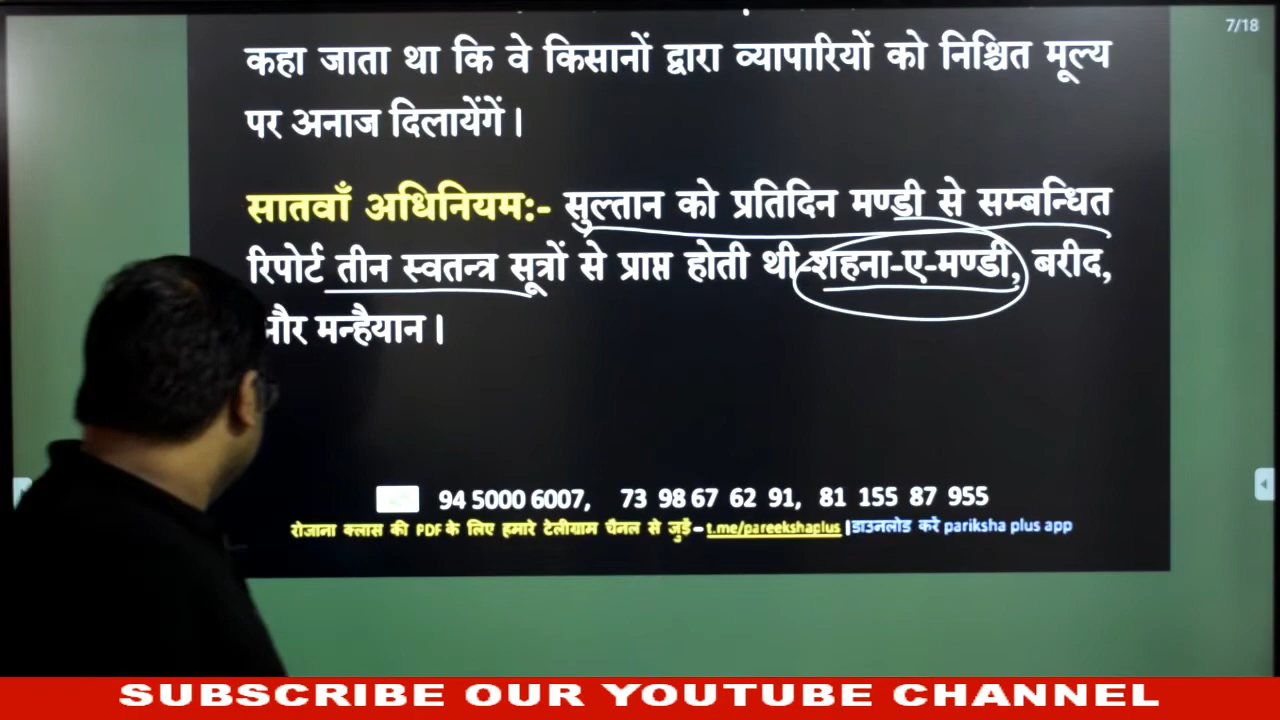 7/18
कहा जाता था कि वे किसानों द्वारा व्यापारियों को निश्चित मूल्य
पर अनाज दिलायेंगें।
सातवाँ अधिनियम:- सुल्तान को प्रतिदिन मण्डी से सम्बन्धित
रिपोर्ट तीन स्वतन्त्र सूत्रों से प्राप्त होती थी-शहना-ए-मण्डी, बरीद,
और मन्हैयान।
94 5000 6007, 73 98 67 62 91, 81 155 87 955
रोजाना क्लास की PDF के लिए हमारे टेलीग्राम चैनल से जुड़ें – t.me/pareekshaplus |डाउनलोड करें pariksha plus app
SUBSCRIBE OUR YOUTUBE CHANNEL